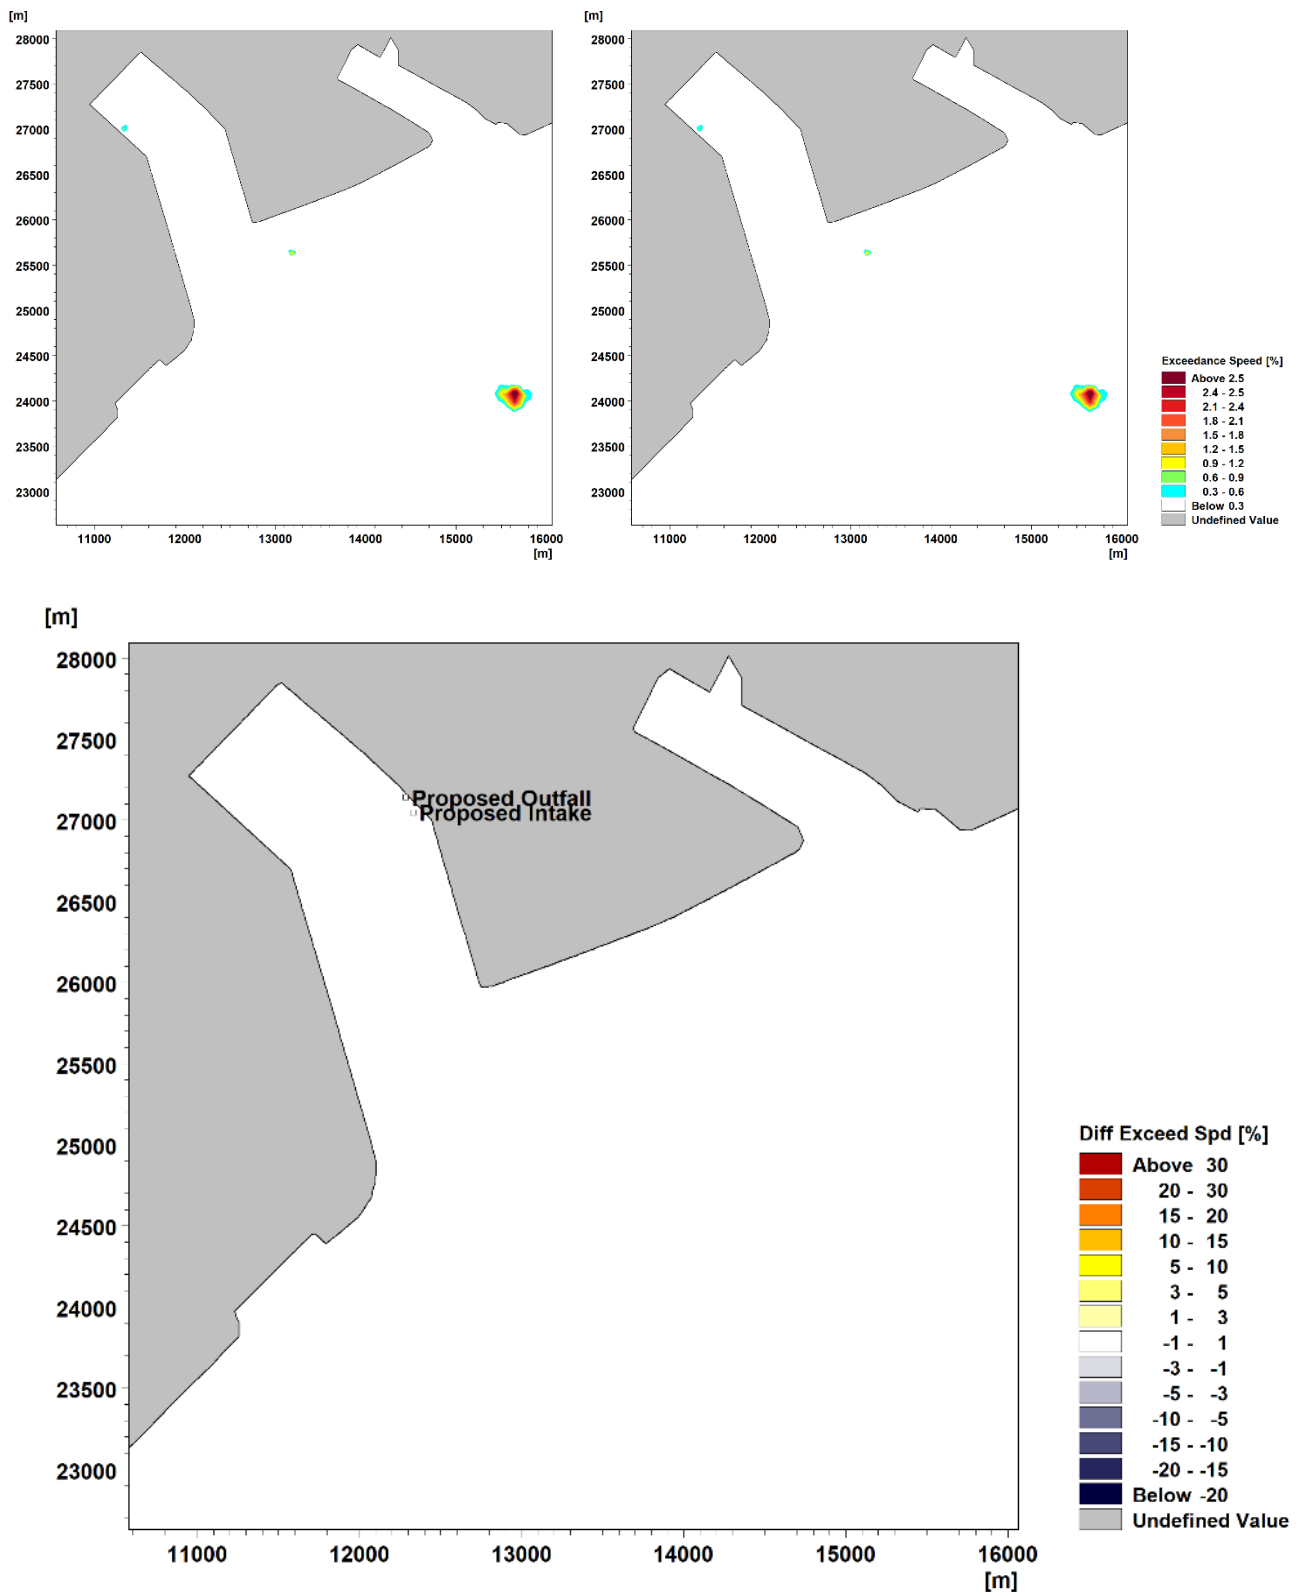 [m]
28000
27500
27000
26500
26000
25500
25000
24500
24000
23500
23000
11000 12000 13000 14000 15000 16000
[m]
[m]
28000
27500
27000
26500
26000
25500
25000
24500
24000
23500
23000
11000 12000 13000 14000 15000 16000
[m]
Exceedance Speed [%]
Above 2.5
2.4 - 2.5
2.1 - 2.4
1.8 - 2.1
1.5 - 1.8
1.2 - 1.5
0.9 - 1.2
0.6 - 0.9
0.3 - 0.6
Below 0.3
Undefined Value
[m]
28000
27500
27000
26500
26000
25500
25000
24500
24000
23500
23000
Proposed Outfall
Proposed Intake
11000 12000 13000 14000 15000 16000
[m]
Diff Exceed Spd [%]
Above 30
20 - 30
15 - 20
10 - 15
5 - 10
3 - 5
1 - 3
-1 - 1
-3 - -1
-5 - -3
-10 - -5
-15 - -10
-20 - -15
Below -20
Undefined Value